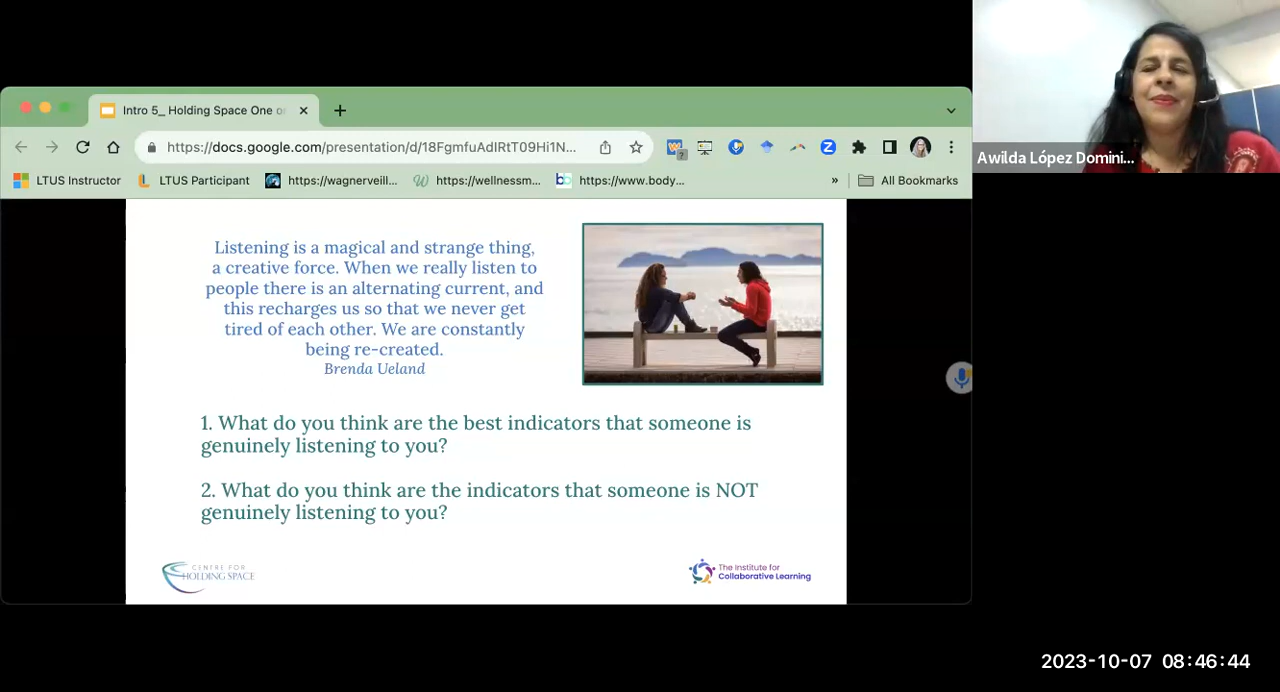 Intro 5_ Holding Space One o
https://docs.google.com/presentation/d/18FgmfuAdIRtT09Hi1N...
7
LTUS Instructor
LTUS Participant
https://wagnerveill...
https://wellnessm...
https://www.body...
»
All Bookmarks
Awilda López Domini...
Listening is a magical and strange thing,
a creative force. When we really listen to
people there is an alternating current, and
this recharges us so that we never get
tired of each other. We are constantly
being re-created.
Brenda Ueland
1. What do you think are the best indicators that someone is
genuinely listening to you?
2. What do you think are the indicators that someone is NOT
genuinely listening to you?
CENTRE FOR
HOLDING SPACE
The Institute for
Collaborative Learning
2023-10-07 08:46:44